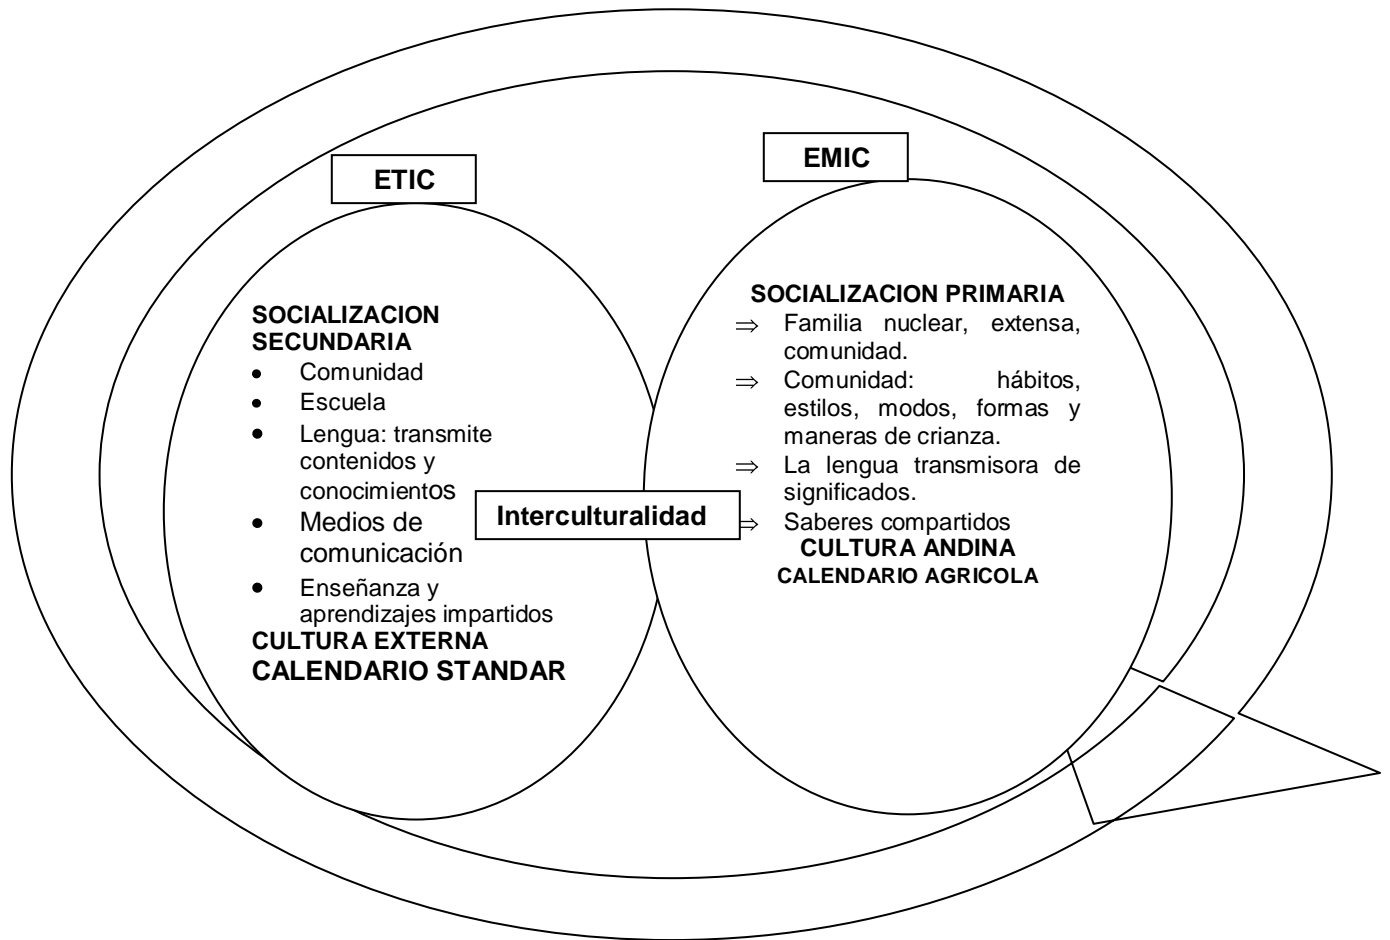 ETIC
SOCIALIZACION
SECUNDARIA
• Comunidad
• Escuela
• Lengua: transmite
contenidos y
conocimientos
• Medios de
comunicación
• Enseñanza y
aprendizajes impartidos
CULTURA EXTERNA
CALENDARIO STANDAR
Interculturalidad
EMIC
SOCIALIZACION PRIMARIA
⇒ Familia nuclear, extensa,
comunidad.
⇒ Comunidad: hábitos,
estilos, modos, formas y
maneras de crianza.
⇒ La lengua transmisora de
significados.
⇒ Saberes compartidos
CULTURA ANDINA
CALENDARIO AGRICOLA